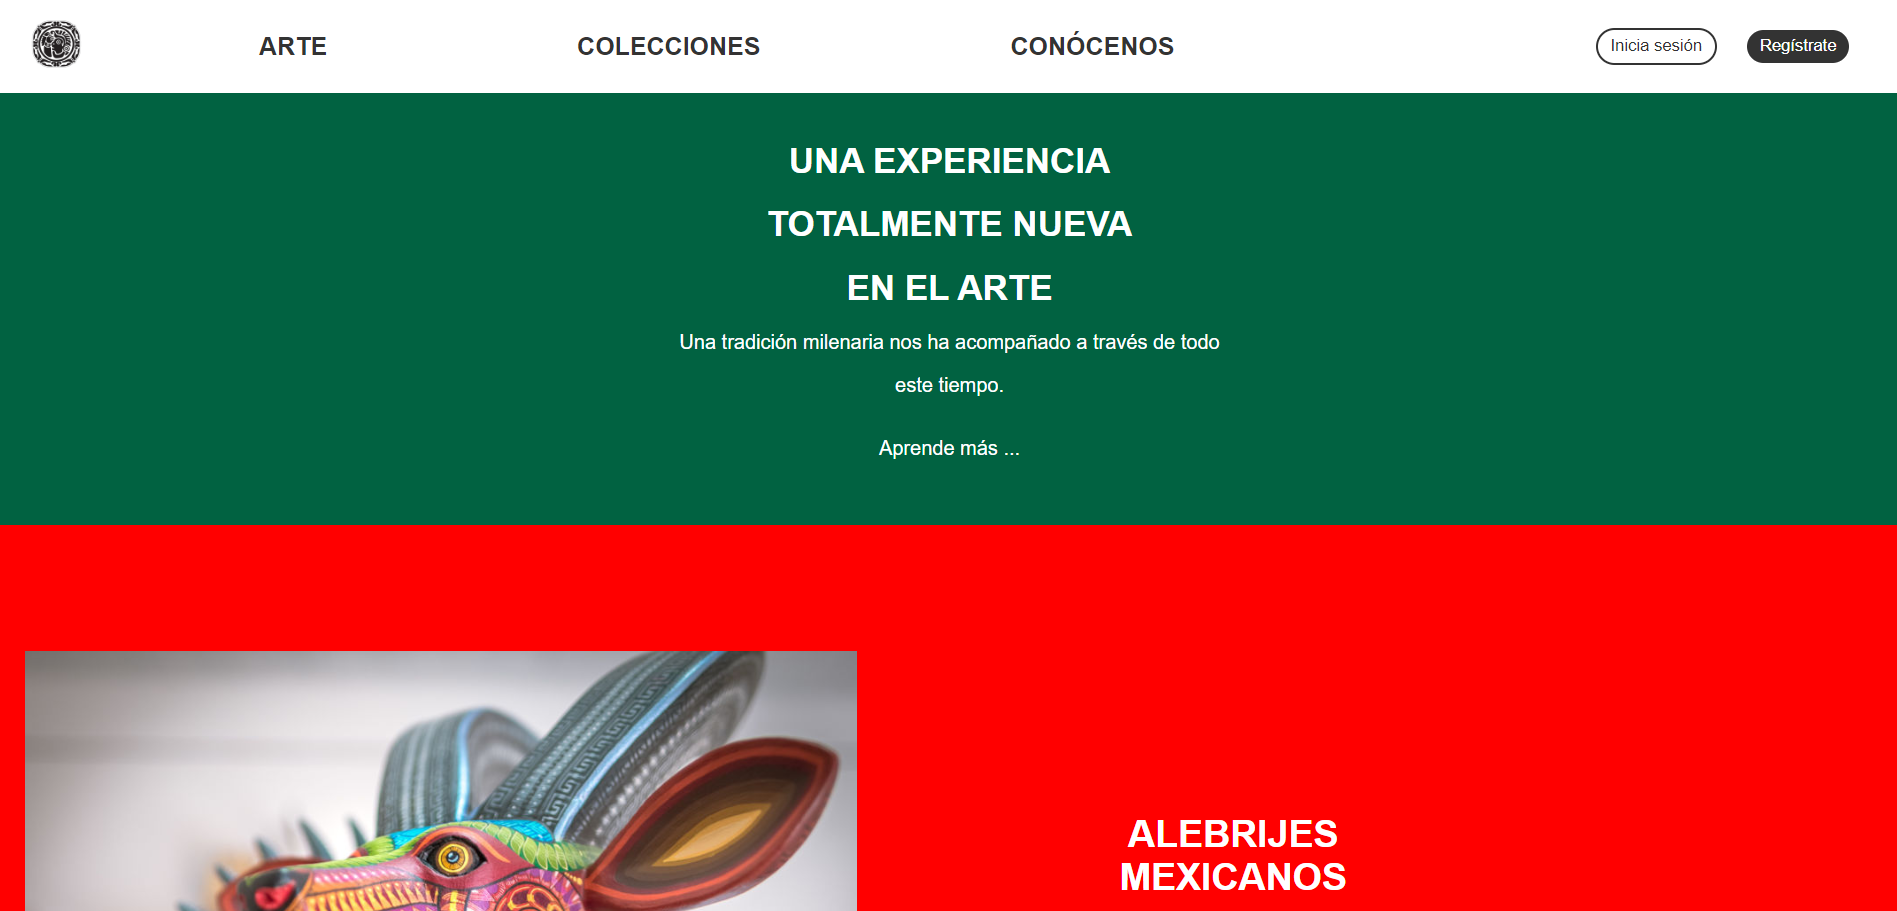 ARTE
COLECCIONES
CONÓCENOS
Inicia sesión
Regístrate
UNA EXPERIENCIA
TOTALMENTE NUEVA
EN EL ARTE
Una tradición milenaria nos ha acompañado a través de todo
este tiempo.
Aprende más ...
ALEBRIJES
MEXICANOS